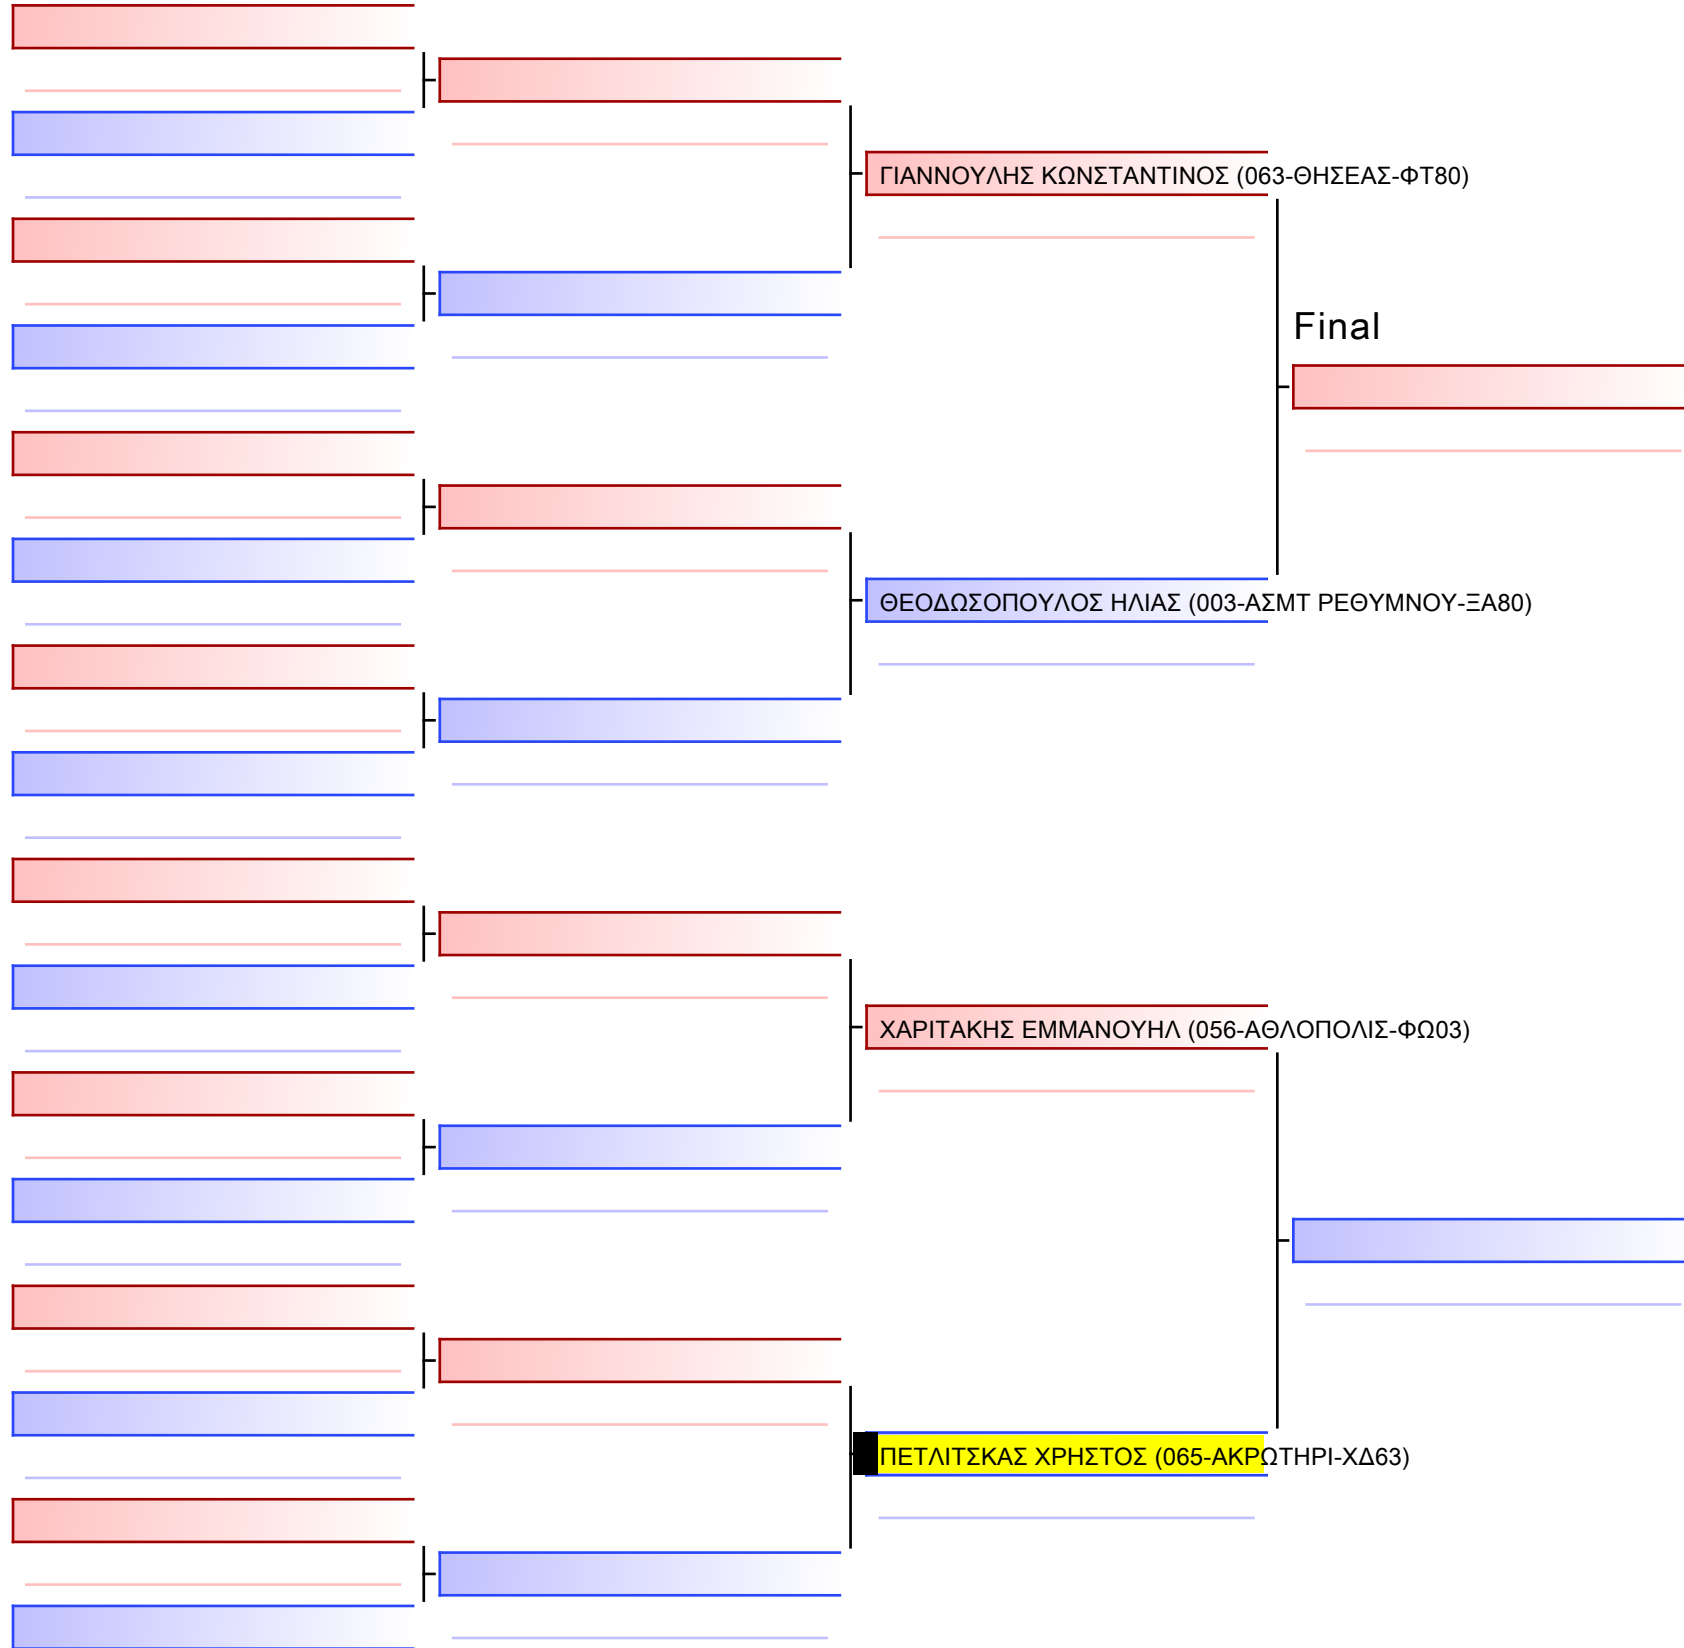 ΓΙΑΝΝΟΥΛΗΣ ΚΩΝΣΤΑΝΤΙΝΟΣ (063-ΘΗΣΕΑΣ-ΦΤ80)
Final
ΘΕΟΔΩΣΟΠΟΥΛΟΣ ΗΛΙΑΣ (003-ΑΣΜΤ ΡΕΘΥΜΝΟΥ-ΞΑ80)
ΧΑΡΙΤΑΚΗΣ ΕΜΜΑΝΟΥΗΛ (056-ΑΘΛΟΠΟΛΙΣ-ΦΩ03)
ΠΕΤΛΙΤΣΚΑΣ ΧΡΗΣΤΟΣ (065-ΑΚΡΩΤΗΡΙ-ΧΔ63)